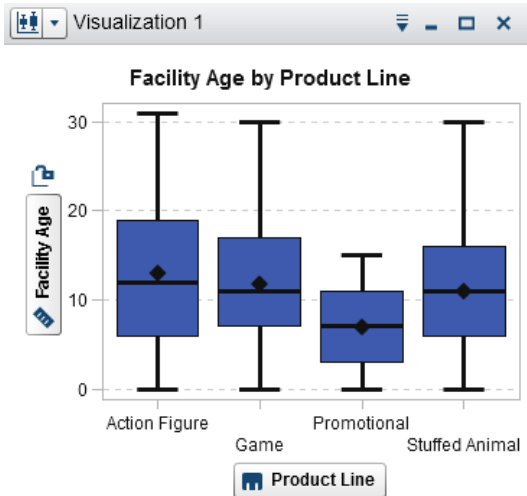 Visualization 1
Facility Age by Product Line
30
20
10
0
Facility Age
Action Figure
Game
Promotional
Stuffed Animal
Product Line